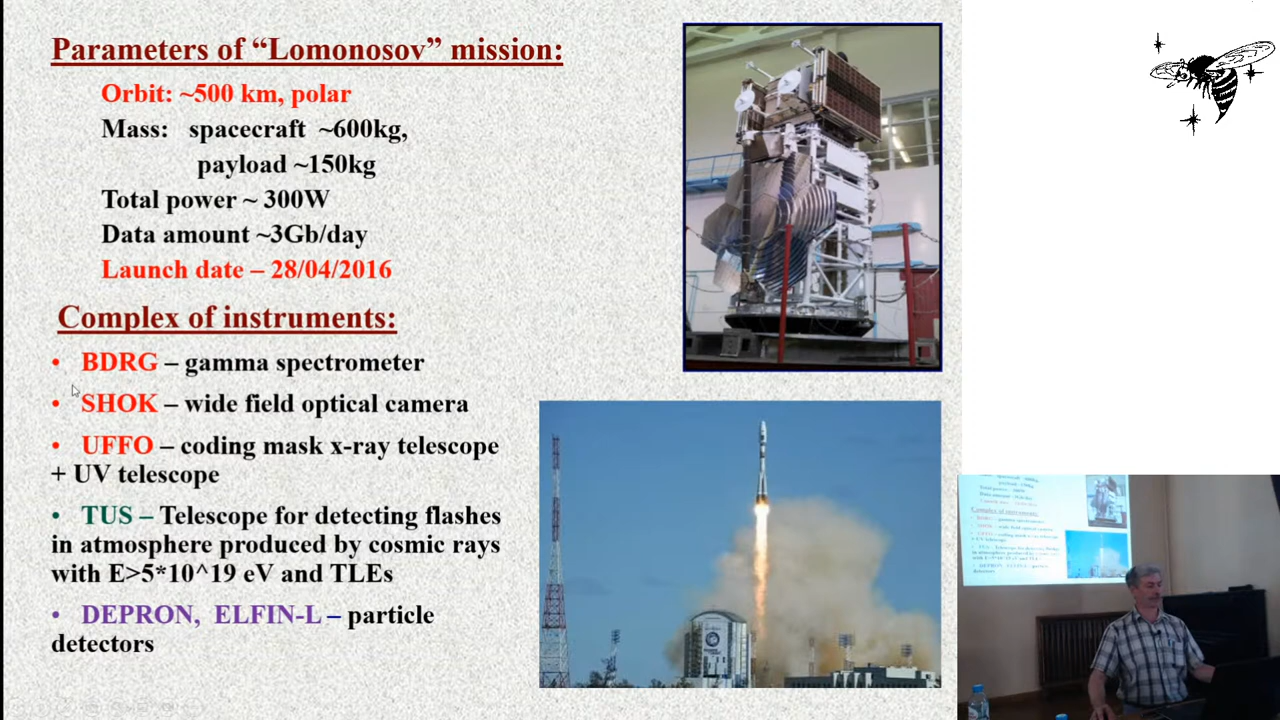 Parameters of “Lomonosov” mission:
Orbit: ~500 km, polar
Mass: spacecraft ~600kg,
payload ~150kg
Total power ~ 300W
Data amount ~3Gb/day
Launch date – 28/04/2016
Complex of instruments:
• BDRG – gamma spectrometer
• SHOK – wide field optical camera
• UFFO – coding mask x-ray telescope
+ UV telescope
• TUS – Telescope for detecting flashes
in atmosphere produced by cosmic rays
with E>5*10^19 eV and TLEs
• DEPRON, ELFIN-L – particle
detectors